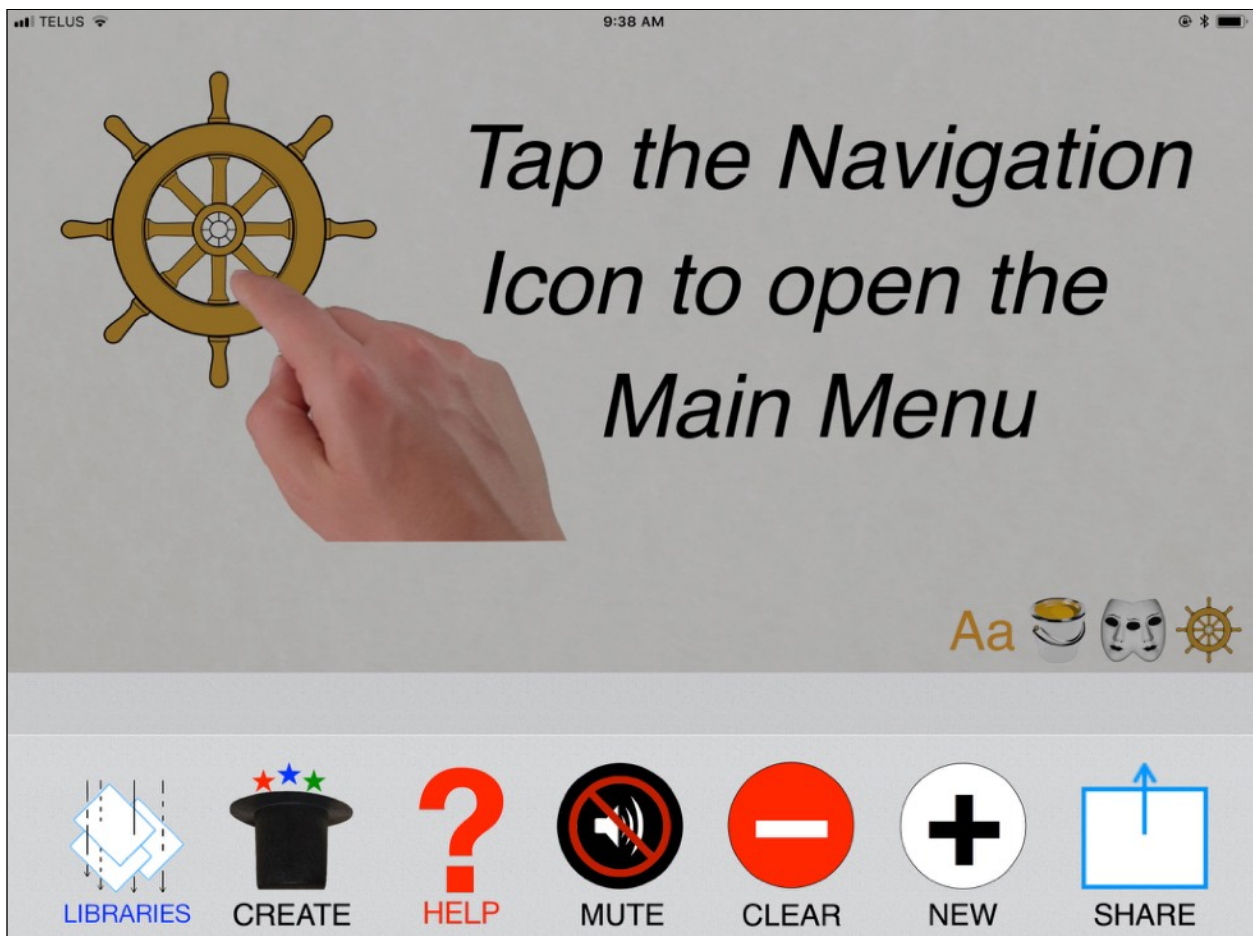 TELUS 9:38 AM
Tap the Navigation
Icon to open the
Main Menu
Aa
LIBRARIES CREATE HELP MUTE CLEAR NEW SHARE